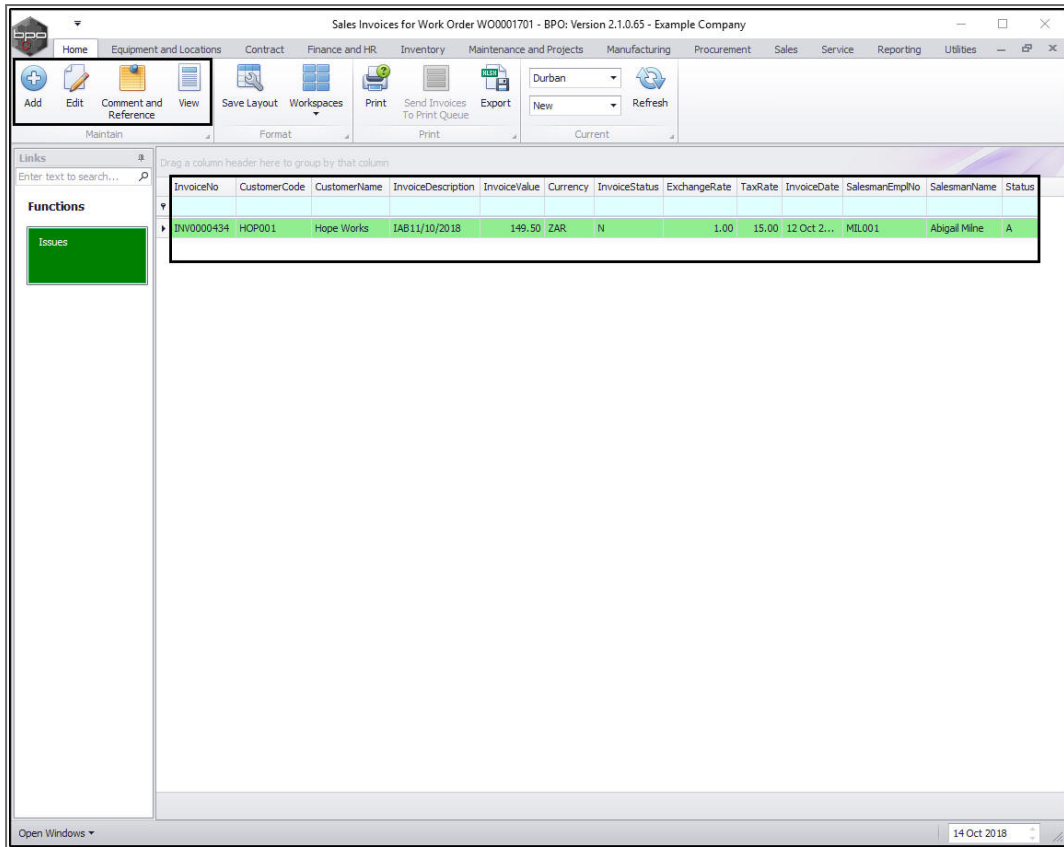 bpo
Sales Invoices for Work Order WO0001701 - BPO: Version 2.1.0.65 - Example Company
Home Equipment and Locations Contract Finance and HR Inventory Maintenance and Projects Manufacturing Procurement Sales Service Reporting Utilities
Add Edit Comment and Reference View Save Layout Workspaces Print Send Invoices To Print Queue XLSX Export Durban New Refresh
Maintain Format Print Current
Links
Enter text to search...
Functions
Issues
Drag a column header here to group by that column
InvoiceNo CustomerCode CustomerName InvoiceDescription InvoiceValue Currency InvoiceStatus ExchangeRate TaxRate InvoiceDate SalesmanEmplNo SalesmanName Status
INV0000434 HOP001 Hope Works IAB11/10/2018 149.50 ZAR N 1.00 15.00 12 Oct 2... MIL001 Abigail Milne A
Open Windows
14 Oct 2018